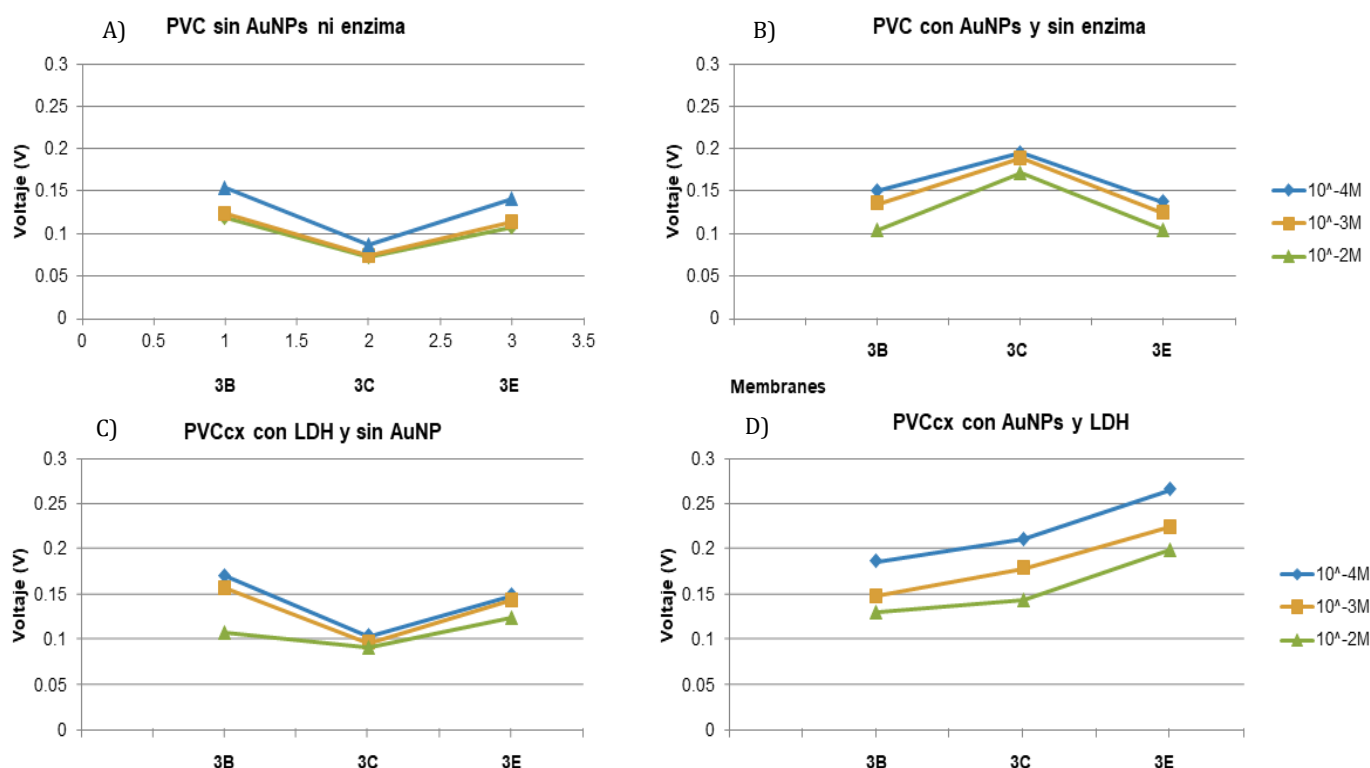 A)
PVC sin AuNPs ni enzima
0.3
0.25
0.2
0.15
0.1
0.05
0
Voltaje (V)
0 0.5 1 1.5 2 2.5 3 3.5
3B 3C 3E
B)
PVC con AuNPs y sin enzima
0.3
0.25
0.2
0.15
0.1
0.05
0
Voltaje (V)
3B 3C 3E
Membranes
10^-4M
10^-3M
10^-2M
C)
PVCcx con LDH y sin AuNP
0.3
0.25
0.2
0.15
0.1
0.05
0
Voltaje (V)
3B 3C 3E
D)
PVCcx con AuNPs y LDH
0.3
0.25
0.2
0.15
0.1
0.05
0
Voltaje (V)
3B 3C 3E
10^-4M
10^-3M
10^-2M